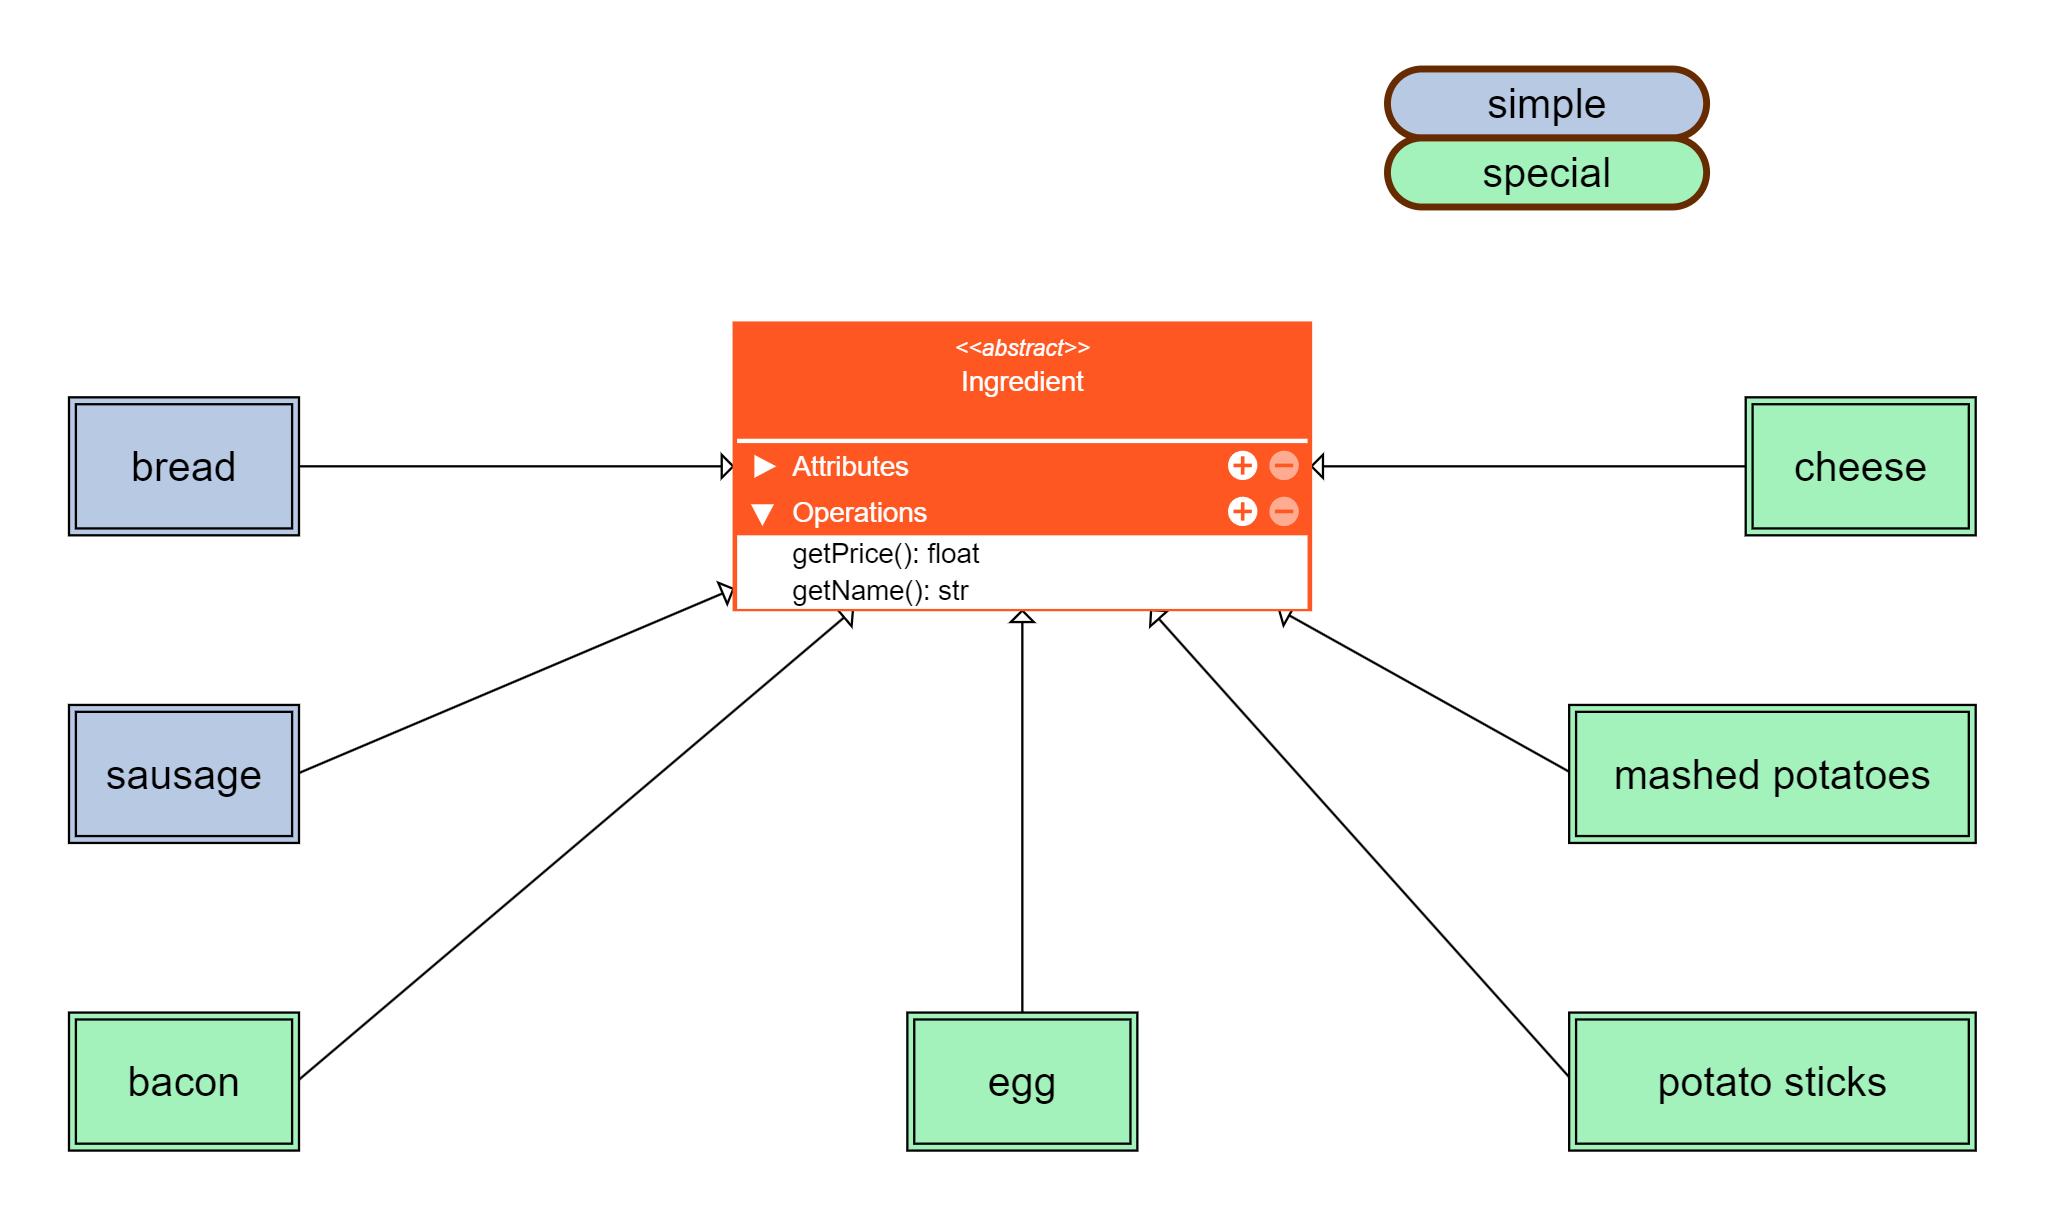 simple
special
<<abstract>>
Ingredient
bread
Attributes
cheese
Operations
getPrice(): float
getName(): str
sausage
mashed potatoes
bacon
egg
potato sticks